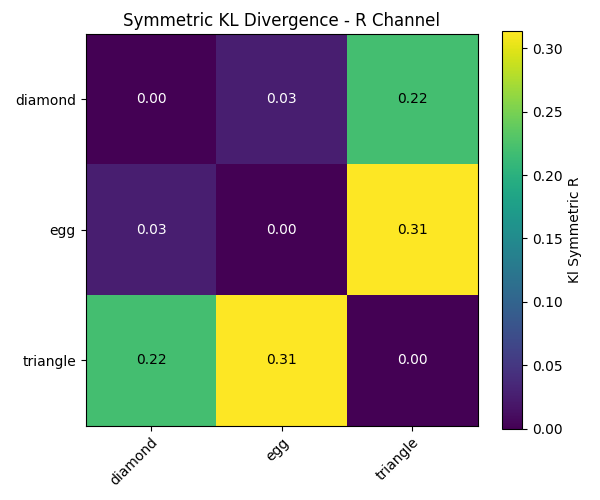 Symmetric KL Divergence - R Channel
diamond
0.00 0.03 0.22
egg
0.03 0.00 0.31
triangle
0.22 0.31 0.00
diamond
egg
triangle
0.30
0.25
0.20
0.15
0.10
0.05
0.00
Kl Symmetric R